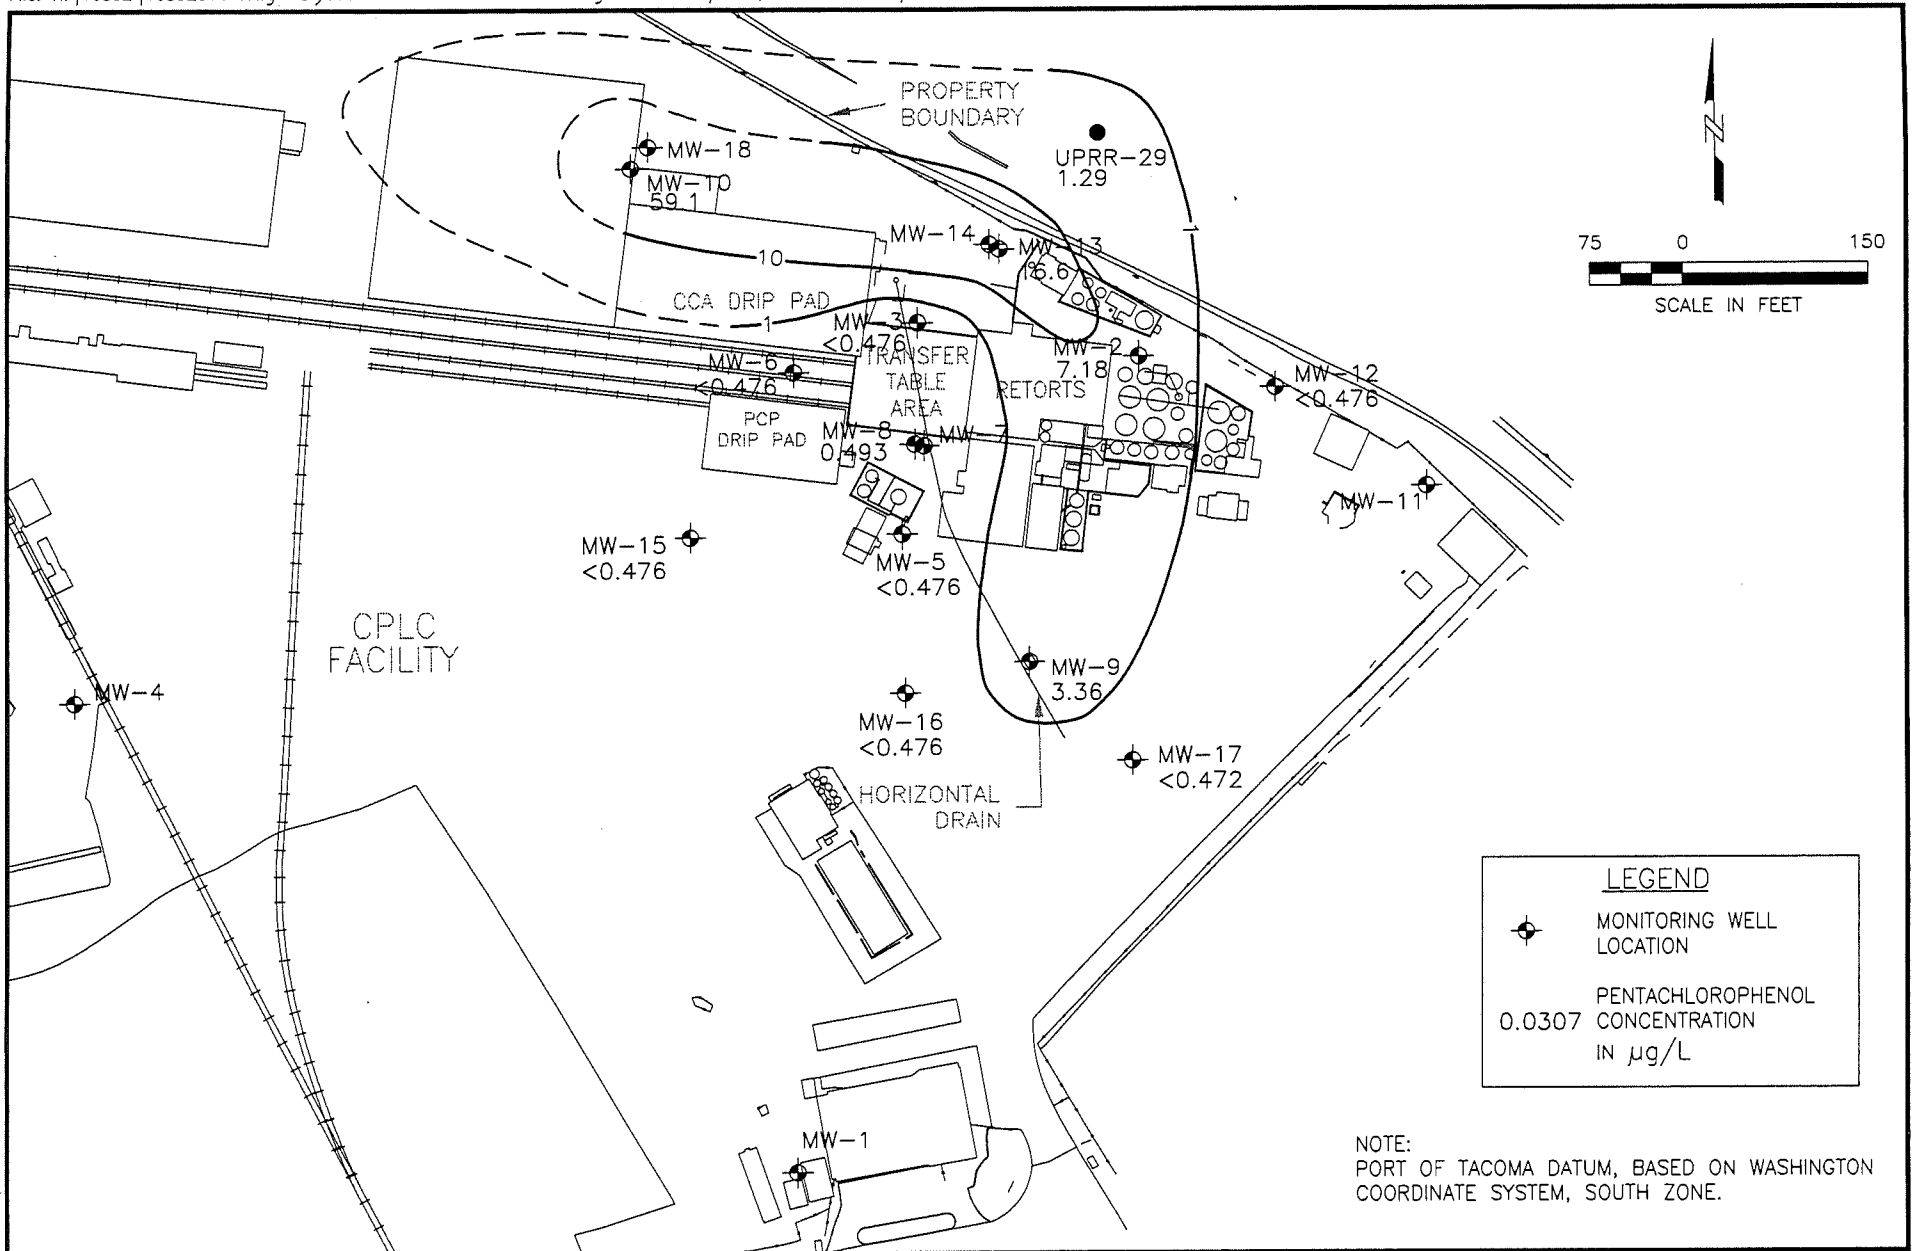 PROPERTY
BOUNDARY
N
UPRR-29
1.29
75 0 150
SCALE IN FEET
MW-18
MW-10
59.1
MW-14
MW-13
16.6
1
10
CCA DRIP PAD
1
MW-3
<0.476
MW-6
<0.476
TRANSFER
TABLE
AREA
MW-2
7.18
RETORTS
MW-12
<0.476
PCP
DRIP PAD
MW-8
0.493
MW-7
MW-11
MW-15
<0.476
MW-5
<0.476
CPLC
FACILITY
MW-4
MW-9
3.36
MW-16
<0.476
MW-17
<0.472
HORIZONTAL
DRAIN
LEGEND
MONITORING WELL
LOCATION
PENTACHLOROPHENOL
0.0307 CONCENTRATION
IN µg/L
MW-1
NOTE:
PORT OF TACOMA DATUM, BASED ON WASHINGTON
COORDINATE SYSTEM, SOUTH ZONE.